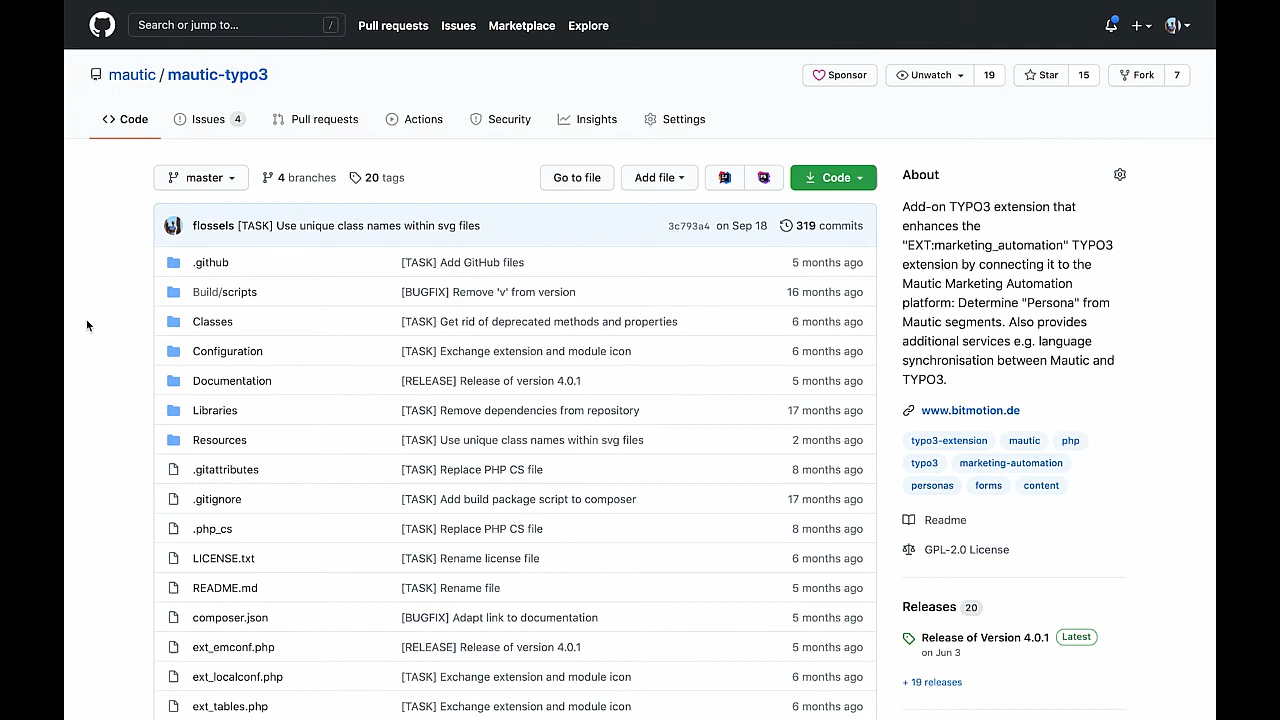 Search or jump to... /
Pull requests Issues Marketplace Explore
mautic / mautic-typo3
Sponsor Unwatch 19 Star 15 Fork 7
Code Issues 4 Pull requests Actions Security Insights Settings
master 4 branches 20 tags Go to file Add file Code
flossels [TASK] Use unique class names within svg files 3c793a4 on Sep 18 319 commits
.github [TASK] Add GitHub files 5 months ago
Build/scripts [BUGFIX] Remove 'v' from version 16 months ago
Classes [TASK] Get rid of deprecated methods and properties 6 months ago
Configuration [TASK] Exchange extension and module icon 6 months ago
Documentation [RELEASE] Release of version 4.0.1 5 months ago
Libraries [TASK] Remove dependencies from repository 17 months ago
Resources [TASK] Use unique class names within svg files 2 months ago
.gitattributes [TASK] Replace PHP CS file 8 months ago
.gitignore [TASK] Add build package script to composer 17 months ago
.php_cs [TASK] Replace PHP CS file 8 months ago
LICENSE.txt [TASK] Rename license file 6 months ago
README.md [TASK] Rename file 5 months ago
composer.json [BUGFIX] Adapt link to documentation 5 months ago
ext_emconf.php [RELEASE] Release of version 4.0.1 5 months ago
ext_localconf.php [TASK] Exchange extension and module icon 6 months ago
ext_tables.php [TASK] Exchange extension and module icon 6 months ago
About
Add-on TYPO3 extension that
enhances the
"EXT:marketing_automation" TYPO3
extension by connecting it to the
Mautic Marketing Automation
platform: Determine "Persona" from
Mautic segments. Also provides
additional services e.g. language
synchronisation between Mautic and
TYPO3.
www.bitmotion.de
typo3-extension mautic php
typo3 marketing-automation
personas forms content
Readme
GPL-2.0 License
Releases 20
Release of Version 4.0.1 Latest
on Jun 3
+ 19 releases